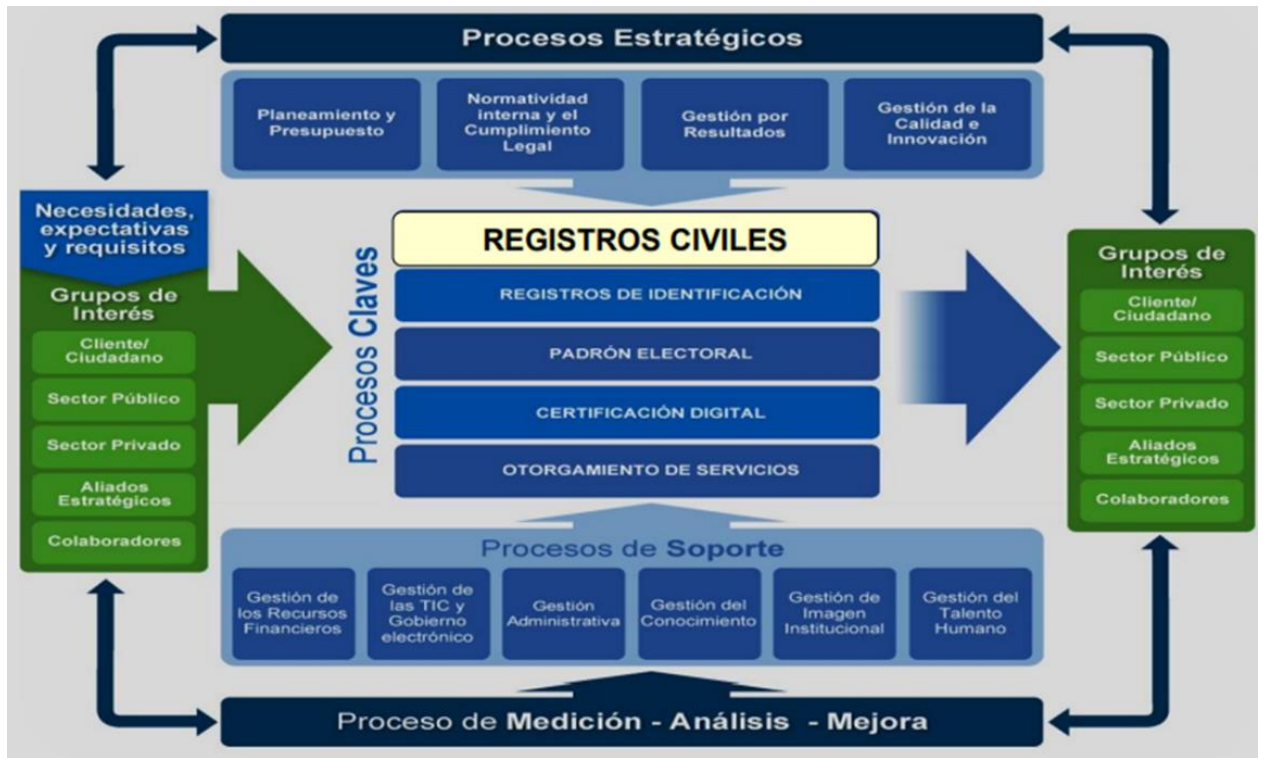 Procesos Estratégicos
Planeamiento y
Presupuesto
Normatividad
interna y el
Cumplimiento
Legal
Gestión por
Resultados
Gestión de la
Calidad e
Innovación
Necesidades,
expectativas
y requisitos
Grupos de
Interés
Cliente/
Ciudadano
Sector Público
Sector Privado
Aliados
Estratégicos
Colaboradores
Procesos Claves
REGISTROS CIVILES
REGISTROS DE IDENTIFICACIÓN
PADRÓN ELECTORAL
CERTIFICACIÓN DIGITAL
OTORGAMIENTO DE SERVICIOS
Grupos de
Interés
Cliente/
Ciudadano
Sector Público
Sector Privado
Aliados
Estratégicos
Colaboradores
Procesos de Soporte
Gestión de
los Recursos
Financieros
Gestión de
las TIC y
Gobierno
electrónico
Gestión
Administrativa
Gestión del
Conocimiento
Gestión de
Imagen
Institucional
Gestión del
Talento
Humano
Proceso de Medición - Análisis - Mejora